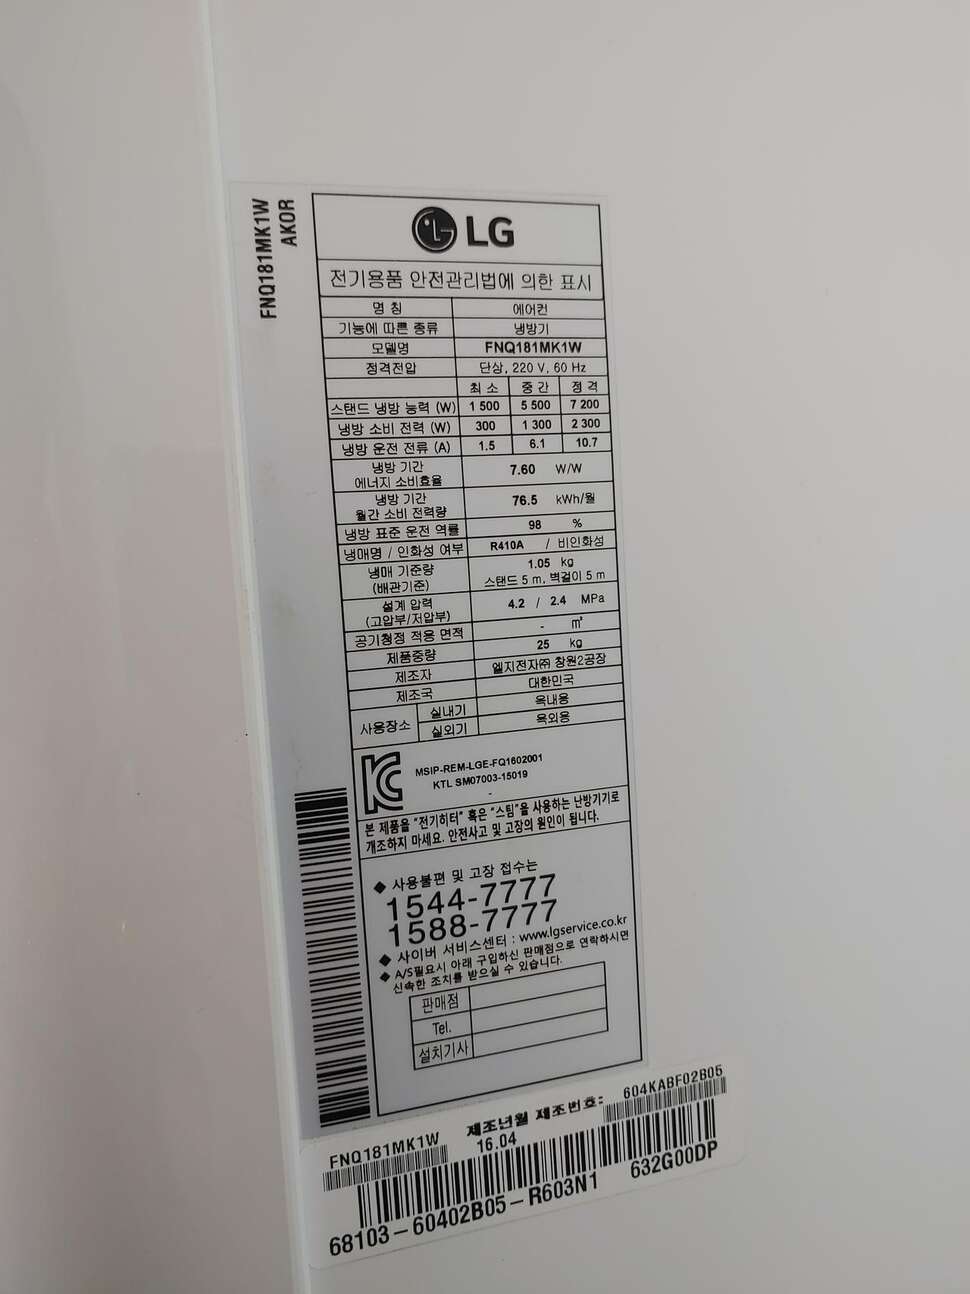 FNQ181MK1W
AKOR
LG
전기용품 안전관리법에 의한 표시
명 칭 에어컨
기능에 따른 종류 냉방기
모델명 FNQ181MK1W
정격전압 단상, 220 V, 60 Hz
최 소 중 간 정 격
스탠드 냉방 능력 (W) 1 500 5 500 7 200
냉방 소비 전력 (W) 300 1 300 2 300
냉방 운전 전류 (A) 1.5 6.1 10.7
냉방 기간
에너지 소비효율 7.60 W/W
냉방 기간
월간 소비 전력량 76.5 kWh/월
냉방 표준 운전 역률 98 %
냉매명 / 인화성 여부 R410A / 비인화성
냉매 기준량 1.05 kg
(배관기준) 스탠드 5 m, 벽걸이 5 m
설계 압력
(고압부/저압부) 4.2 / 2.4 MPa
공기청정 적용 면적 - ㎡
제품중량 25 kg
제조자 엘지전자㈜ 창원2공장
제조국 대한민국
사용장소 실내기 옥내용
실외기 옥외용
MSIP-REM-LGE-FQ1602001
KTL SM07003-15019
-
본 제품을 "전기히터" 혹은 "스팀"을 사용하는 난방기기로
개조하지 마세요. 안전사고 및 고장의 원인이 됩니다.
◆ 사용불편 및 고장 접수는
1544-7777
1588-7777
◆ 사이버 서비스센터 : www.lgservice.co.kr
◆ A/S필요시 아래 구입하신 판매점으로 연락하시면
신속한 조치를 받으실 수 있습니다.
판매점
Tel.
설치기사
FNQ181MK1W 제조년월 제조번호: 604KABF02B05
16.04
68103-60402B05-R603N1 632G00DP